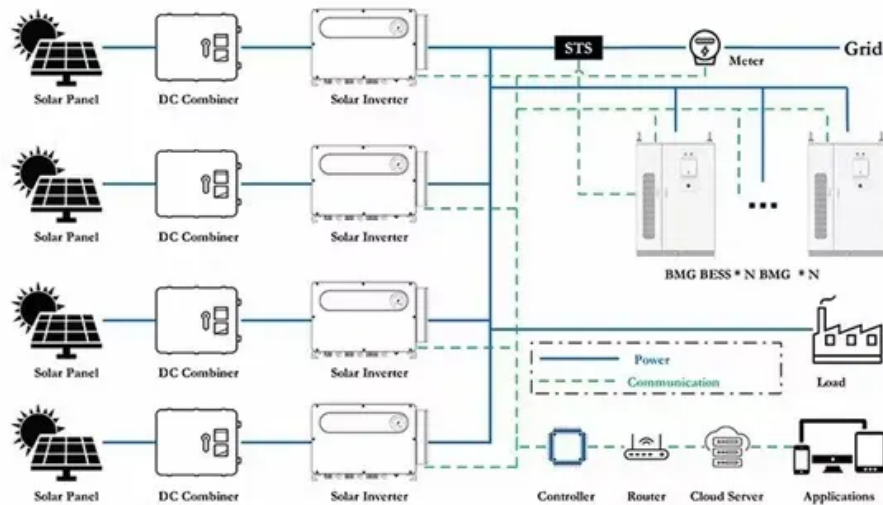 STS
Meter
Grid
Solar Panel
DC Combiner
Solar Inverter
Solar Panel
DC Combiner
Solar Inverter
BMG BESS * N BMG * N
Solar Panel
DC Combiner
Solar Inverter
Power
Communication
Load
Solar Panel
DC Combiner
Solar Inverter
Controller
Router
Cloud Server
Applications